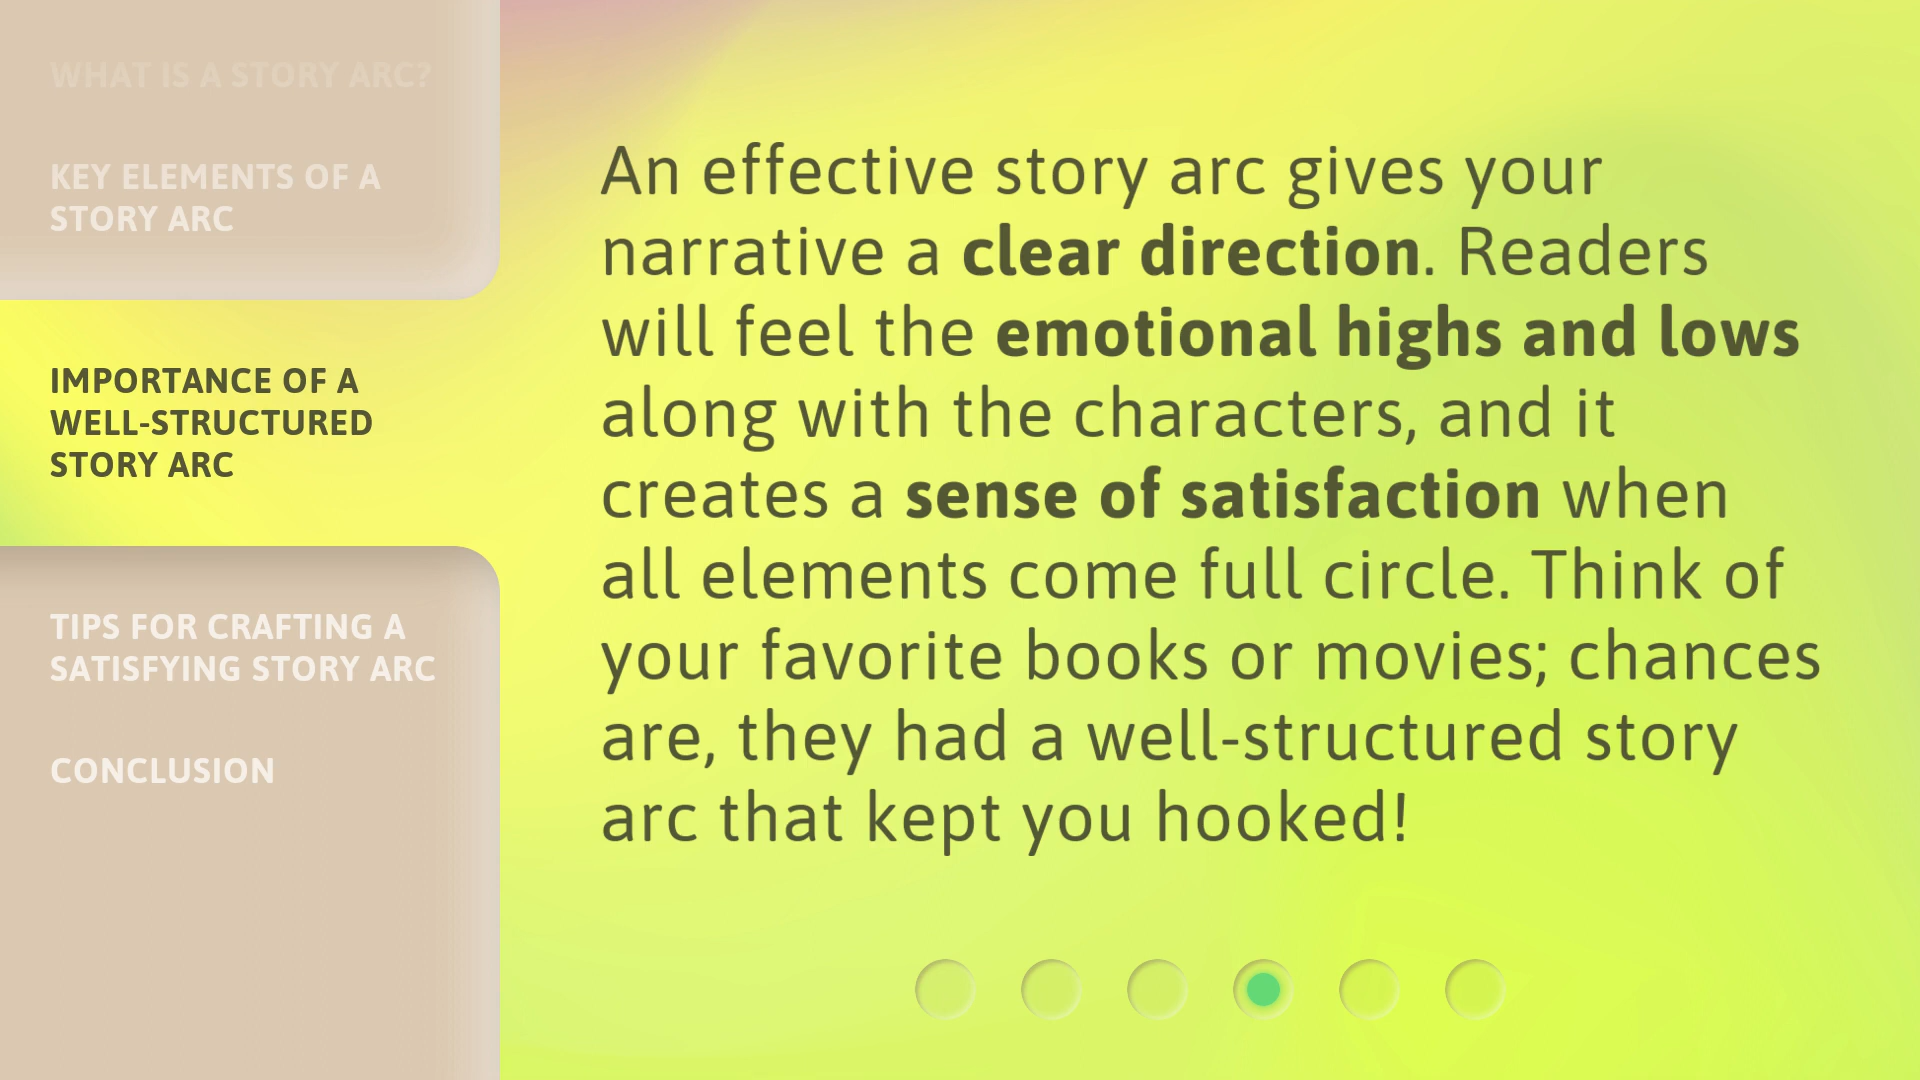 WHAT IS A STORY ARC?
KEY ELEMENTS OF A
STORY ARC
IMPORTANCE OF A
WELL-STRUCTURED
STORY ARC
TIPS FOR CRAFTING A
SATISFYING STORY ARC
CONCLUSION
An effective story arc gives your
narrative a clear direction. Readers
will feel the emotional highs and lows
along with the characters, and it
creates a sense of satisfaction when
all elements come full circle. Think of
your favorite books or movies; chances
are, they had a well-structured story
arc that kept you hooked!